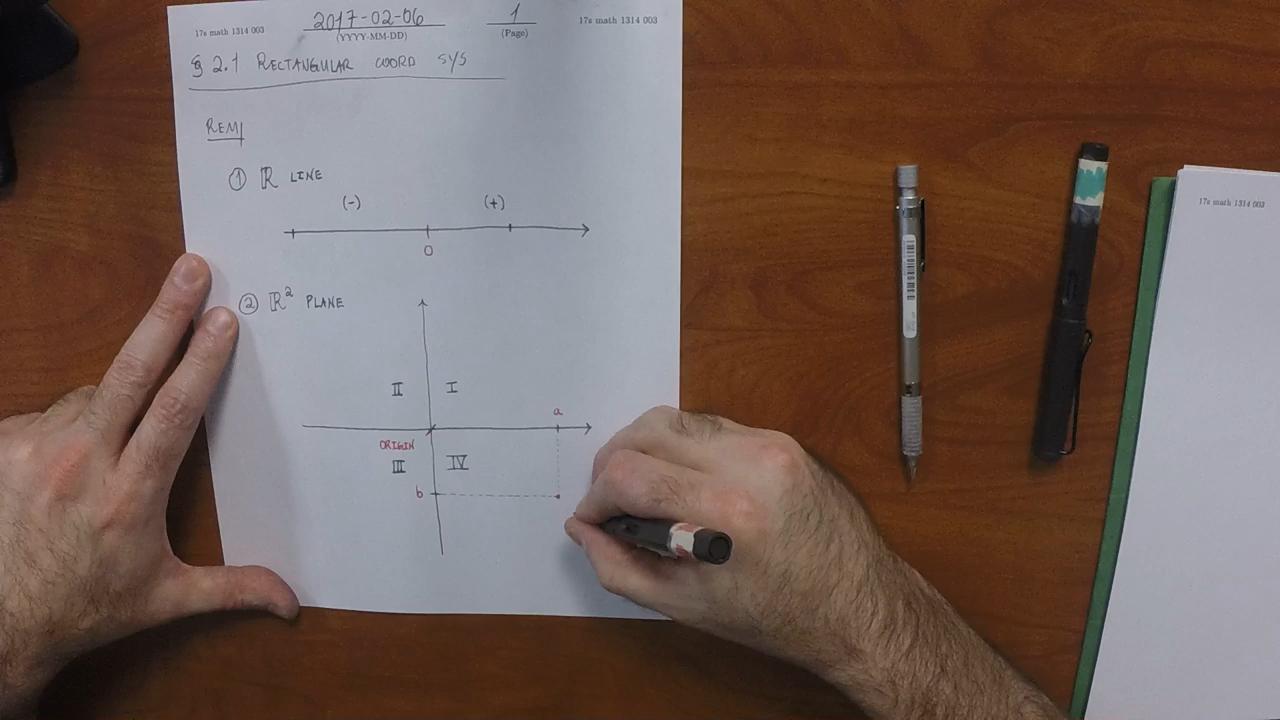 17s math 1314 003 2017-02-06 1 17s math 1314 003
(YYYY-MM-DD) (Page)
§ 2.1 RECTANGULAR COORD SYS
REM
① ℝ LINE
(-) (+)
0
② ℝ² PLANE
II I
a
ORIGIN
III IV
b
17s math 1314 003